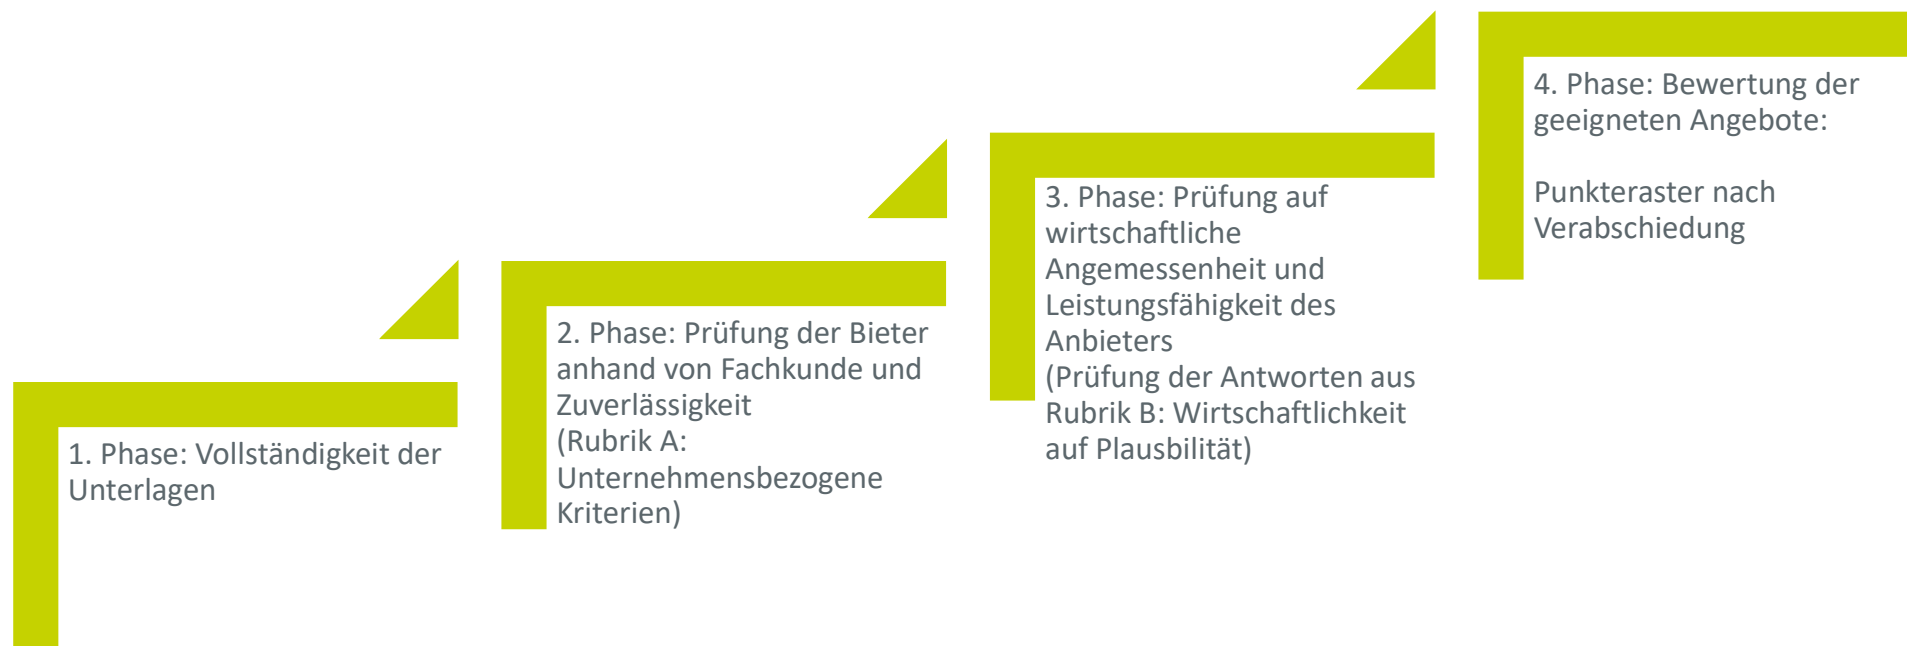 1. Phase: Vollständigkeit der
Unterlagen
2. Phase: Prüfung der Bieter
anhand von Fachkunde und
Zuverlässigkeit
(Rubrik A:
Unternehmensbezogene
Kriterien)
3. Phase: Prüfung auf
wirtschaftliche
Angemessenheit und
Leistungsfähigkeit des
Anbieters
(Prüfung der Antworten aus
Rubrik B: Wirtschaftlichkeit
auf Plausbilität)
4. Phase: Bewertung der
geeigneten Angebote:
Punkteraster nach
Verabschiedung